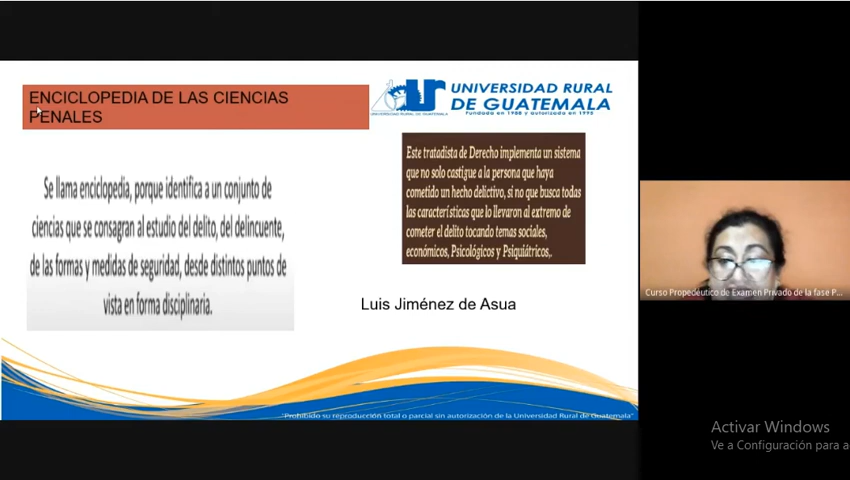 ENCICLOPEDIA DE LAS CIENCIAS
PENALES
UNIVERSIDAD RURAL
DE GUATEMALA
Fundada en 1988 y autorizada en 1995
UNIVERSIDAD RURAL DE GUATEMALA
Se llama enciclopedia, porque identifica a un conjunto de
ciencias que se consagran al estudio del delito, del delincuente,
de las formas y medidas de seguridad, desde distintos puntos de
vista en forma disciplinaria.
Este tratadista de Derecho implementa un sistema
que no solo castigue a la persona que haya
cometido un hecho delictivo, si no que busca todas
las características que lo llevaron al extremo de
cometer el delito tocando temas sociales,
económicos, Psicológicos y Psiquiátricos,.
Luis Jiménez de Asua
"Prohibido su reproducción total o parcial sin autorización de la Universidad Rural de Guatemala"
Curso Propedéutico de Examen Privado de la fase P...
Activar Windows
Ve a Configuración para a